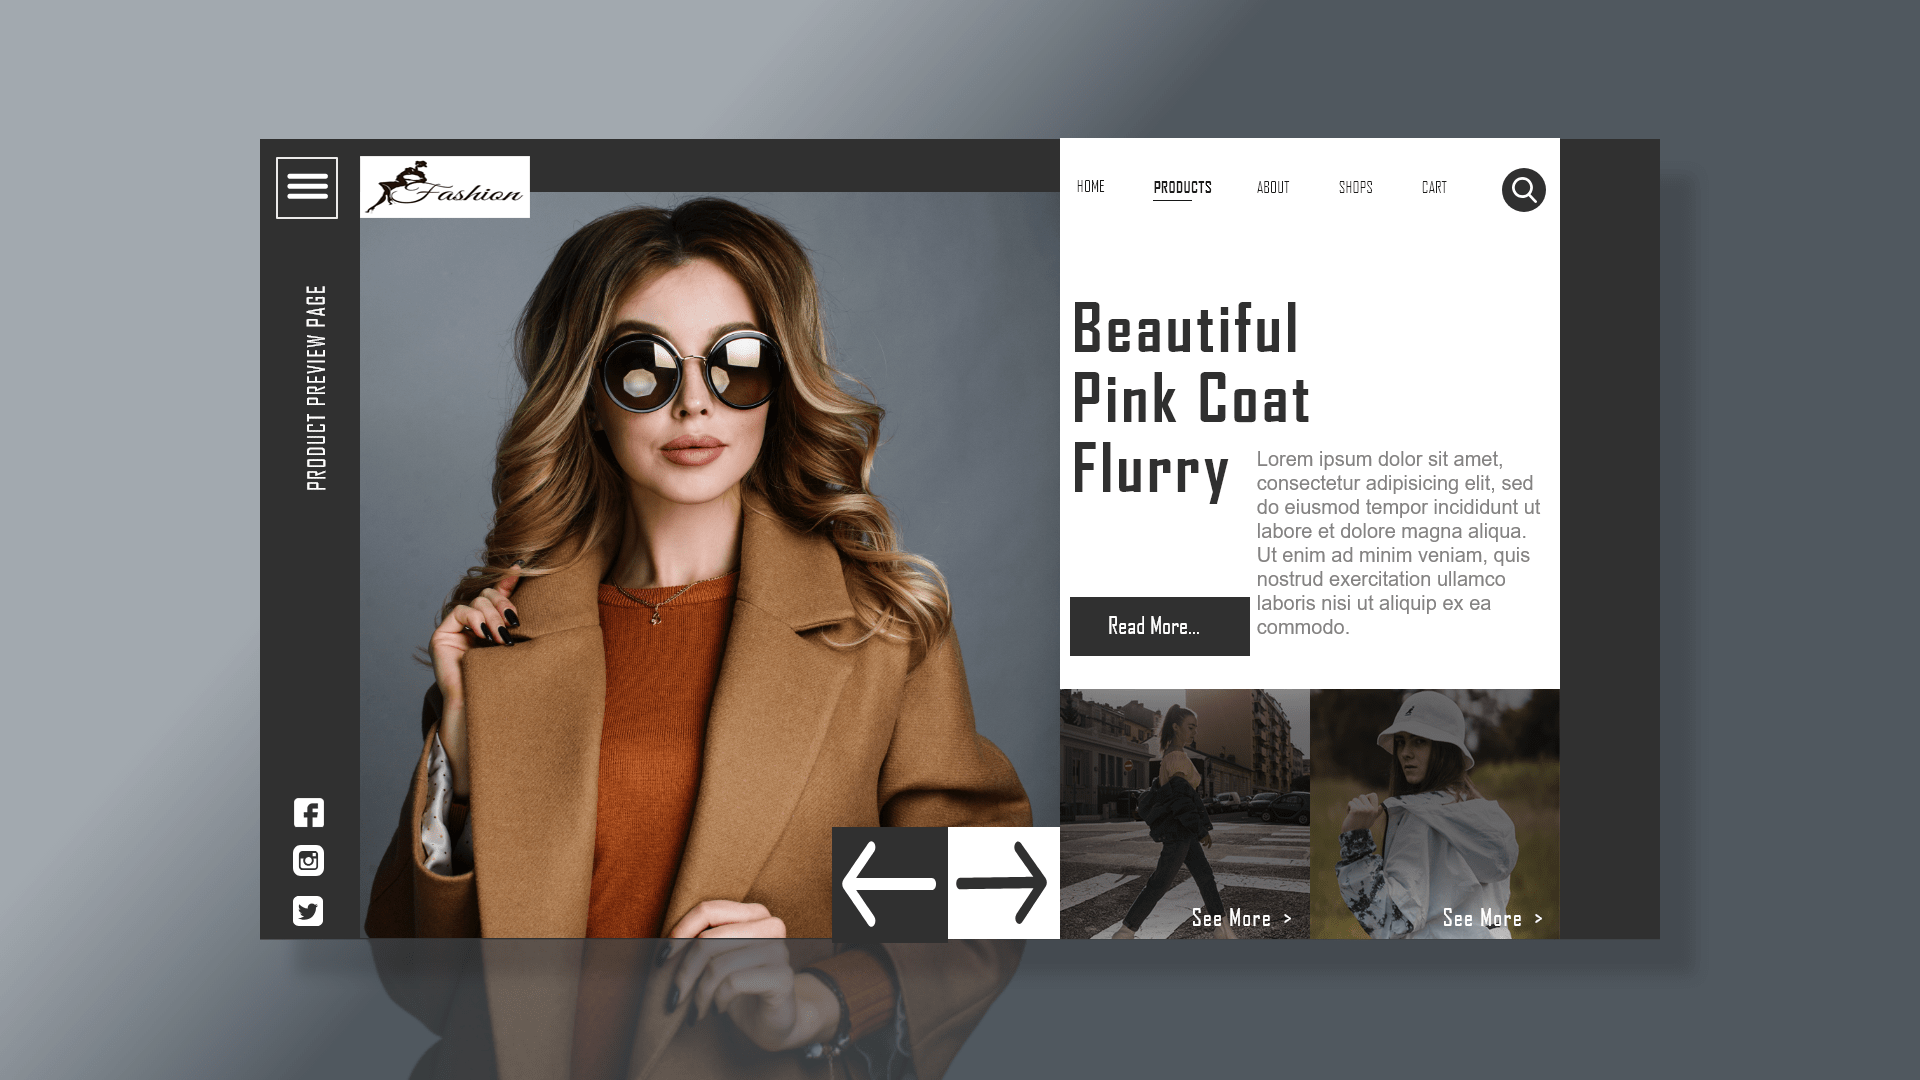 Fashion
PRODUCT PREVIEW PAGE
HOME
PRODUCTS
ABOUT
SHOPS
CART
Beautiful
Pink Coat
Flurry
Lorem ipsum dolor sit amet,
consectetur adipisicing elit, sed
do eiusmod tempor incididunt ut
labore et dolore magna aliqua.
Ut enim ad minim veniam, quis
nostrud exercitation ullamco
laboris nisi ut aliquip ex ea
commodo.
Read More...
See More >
See More >